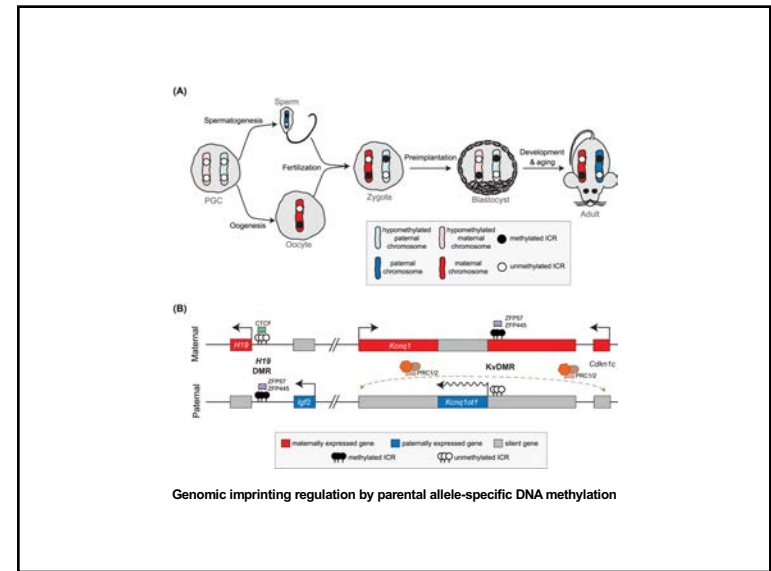 (A)
Sperm
Spermatogenesis
Fertilization
Preimplantation
Development
& aging
PGC
Zygote
Blastocyst
Adult
Oogenesis
Oocyte
hypomethylated
paternal
chromosome
hypomethylated
maternal
chromosome
methylated ICR
paternal
chromosome
maternal
chromosome
unmethylated ICR
(B)
Maternal
CTCF
H19
ZFP57
ZFP445
Kcnq1
H19
DMR
KvDMR
Cdkn1c
PRC1/2
PRC1/2
Paternal
ZFP57
ZFP445
Igf2
Kcnq1ot1
maternally expressed gene
paternally expressed gene
silent gene
methylated ICR
unmethylated ICR
Genomic imprinting regulation by parental allele-specific DNA methylation